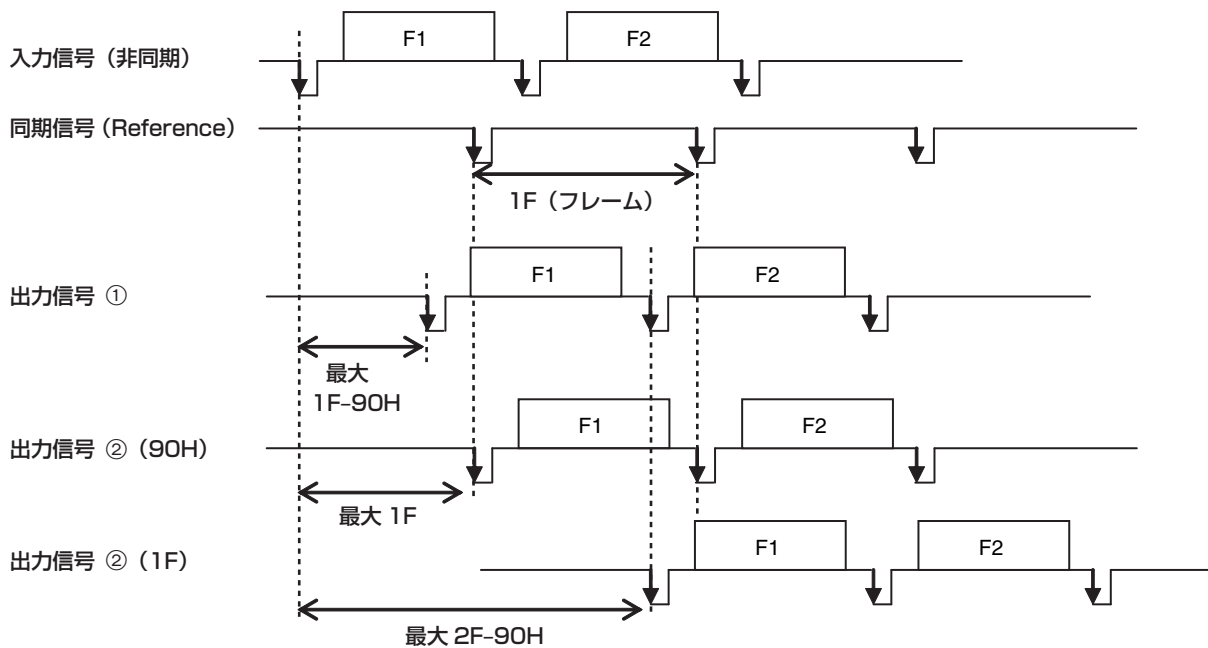 入力信号（非同期）
F1
F2
同期信号（Reference）
1F（フレーム）
出力信号 ①
F1
F2
最大
1F–90H
出力信号 ②（90H）
F1
F2
最大 1F
出力信号 ②（1F）
F1
F2
最大 2F–90H